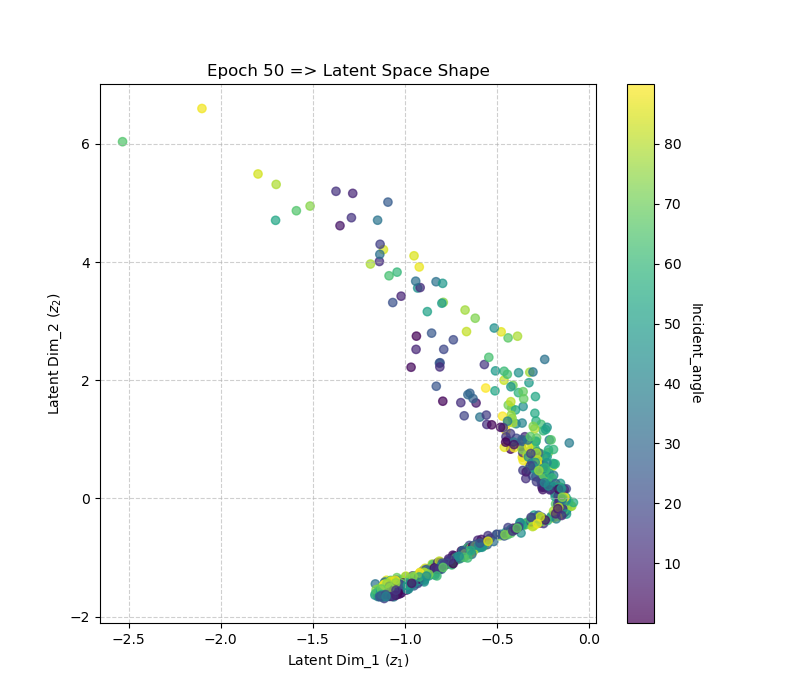 Epoch 50 => Latent Space Shape
6
4
2
0
−2
Latent Dim_2 (z₂)
−2.5 −2.0 −1.5 −1.0 −0.5 0.0
Latent Dim_1 (z₁)
80
70
60
50
40
30
20
10
Incident_angle